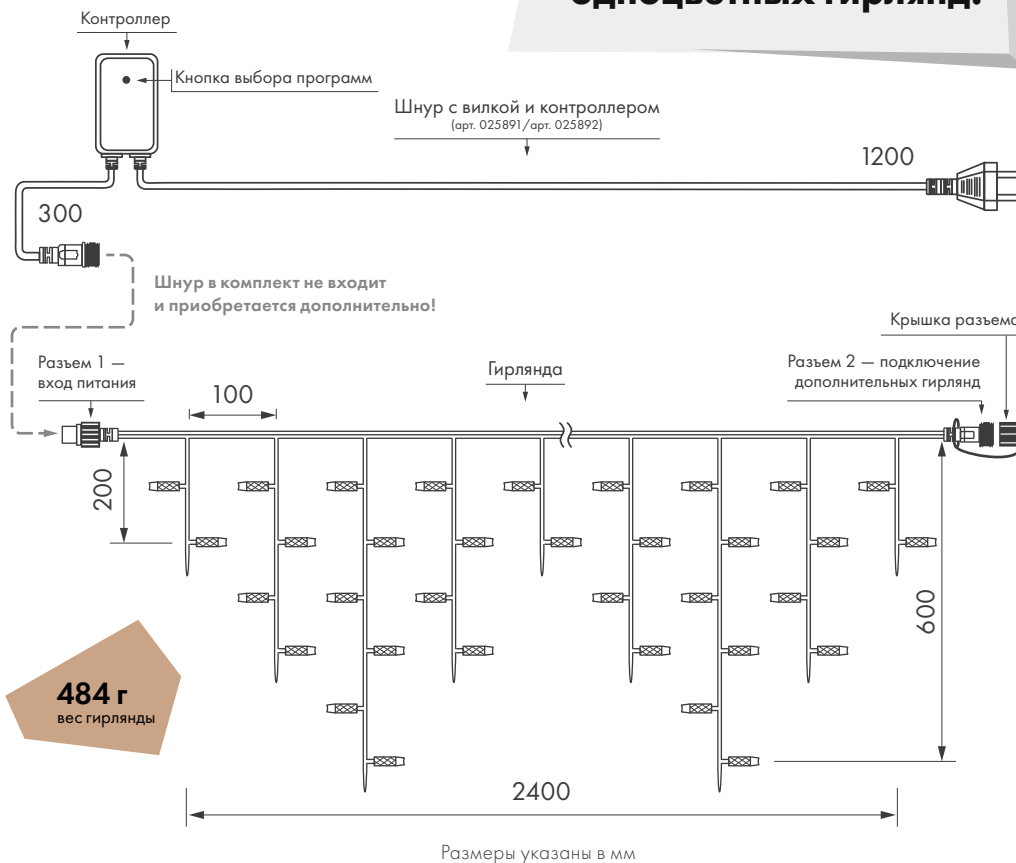 одноцветных гирлянд!
Контроллер
Кнопка выбора программ
Шнур с вилкой и контроллером
(арт. 025891/арт. 025892)
1200
300
Шнур в комплект не входит
и приобретается дополнительно!
Крышка разъема
Разъем 1 —
вход питания
Гирлянда
Разъем 2 — подключение
дополнительных гирлянд
100
200
600
484 г
вес гирлянды
2400
Размеры указаны в мм